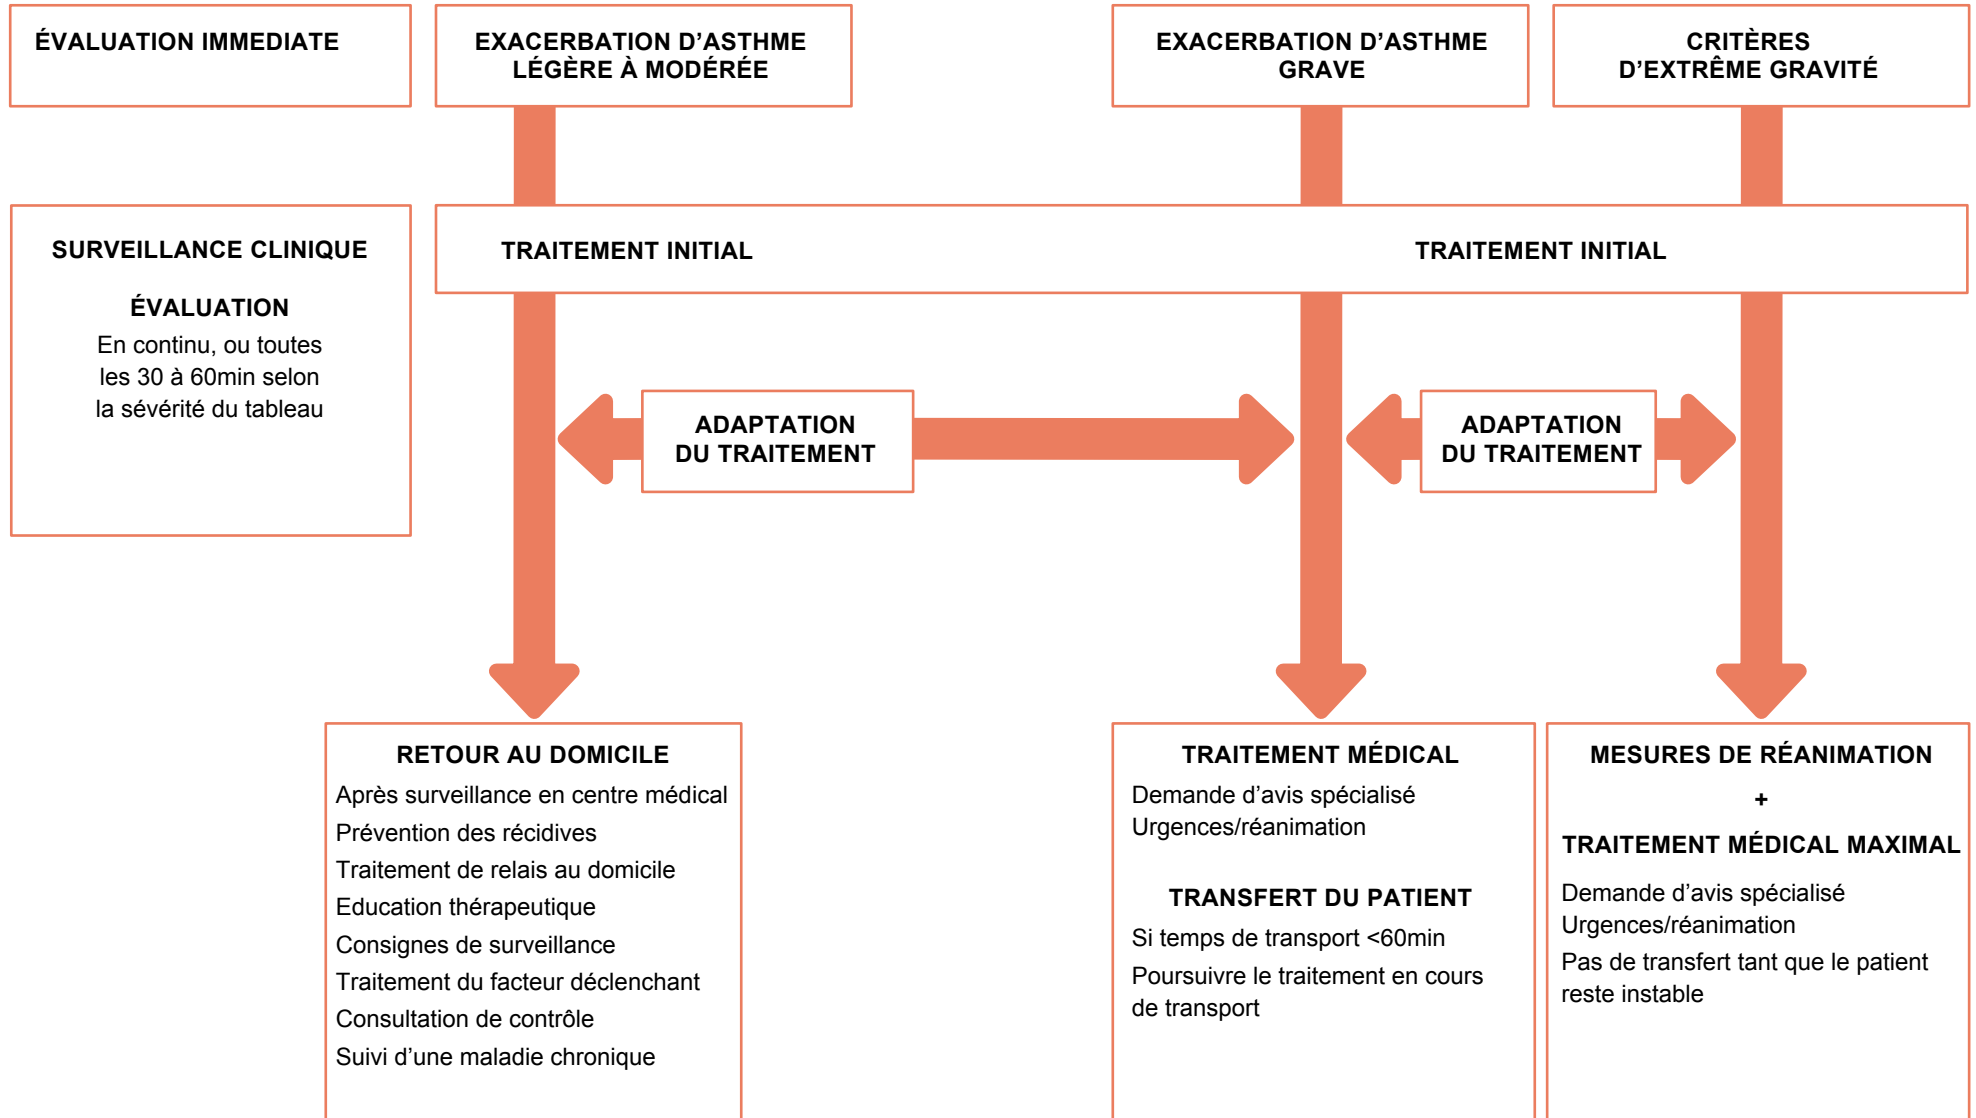 ÉVALUATION IMMEDIATE
EXACERBATION D’ASTHME
LÉGÈRE À MODÉRÉE
EXACERBATION D’ASTHME
GRAVE
CRITÈRES
D’EXTRÊME GRAVITÉ
SURVEILLANCE CLINIQUE
ÉVALUATION
En continu, ou toutes
les 30 à 60min selon
la sévérité du tableau
TRAITEMENT INITIAL
TRAITEMENT INITIAL
ADAPTATION
DU TRAITEMENT
ADAPTATION
DU TRAITEMENT
RETOUR AU DOMICILE
Après surveillance en centre médical
Prévention des récidives
Traitement de relais au domicile
Education thérapeutique
Consignes de surveillance
Traitement du facteur déclenchant
Consultation de contrôle
Suivi d’une maladie chronique
TRAITEMENT MÉDICAL
Demande d’avis spécialisé
Urgences/réanimation
TRANSFERT DU PATIENT
Si temps de transport <60min
Poursuivre le traitement en cours
de transport
MESURES DE RÉANIMATION
+
TRAITEMENT MÉDICAL MAXIMAL
Demande d’avis spécialisé
Urgences/réanimation
Pas de transfert tant que le patient
reste instable